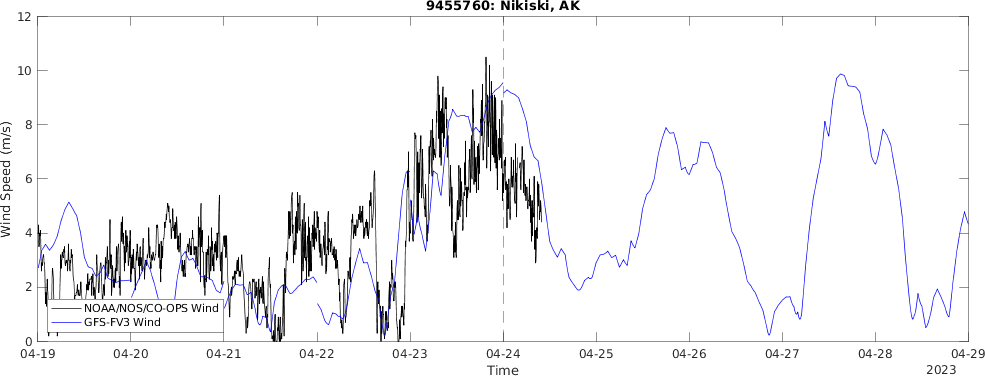 9455760: Nikiski, AK
12
10
8
6
4
2
0
Wind Speed (m/s)
NOAA/NOS/CO-OPS Wind
GFS-FV3 Wind
04-19 04-20 04-21 04-22 04-23 04-24 04-25 04-26 04-27 04-28 04-29
Time
2023